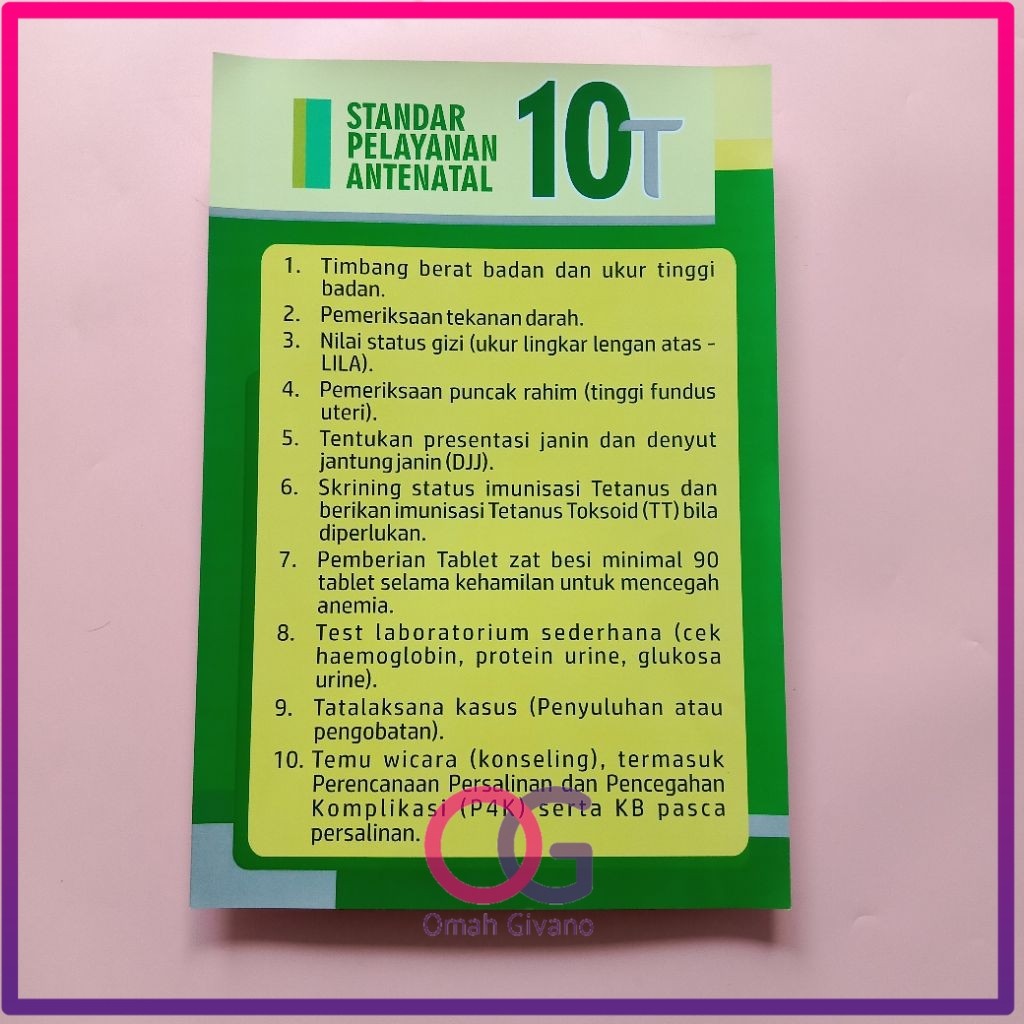 STANDAR
PELAYANAN
ANTENATAL
10T
1. Timbang berat badan dan ukur tinggi
badan.
2. Pemeriksaan tekanan darah.
3. Nilai status gizi (ukur lingkar lengan atas -
LILA).
4. Pemeriksaan puncak rahim (tinggi fundus
uteri).
5. Tentukan presentasi janin dan denyut
jantung janin (DJJ).
6. Skrining status imunisasi Tetanus dan
berikan imunisasi Tetanus Toksoid (TT) bila
diperlukan.
7. Pemberian Tablet zat besi minimal 90
tablet selama kehamilan untuk mencegah
anemia.
8. Test laboratorium sederhana (cek
haemoglobin, protein urine, glukosa
urine).
9. Tatalaksana kasus (Penyuluhan atau
pengobatan).
10. Temu wicara (konseling), termasuk
Perencanaan Persalinan dan Pencegahan
Komplikasi (P4K) serta KB pasca
persalinan.
OG
Omah Givano